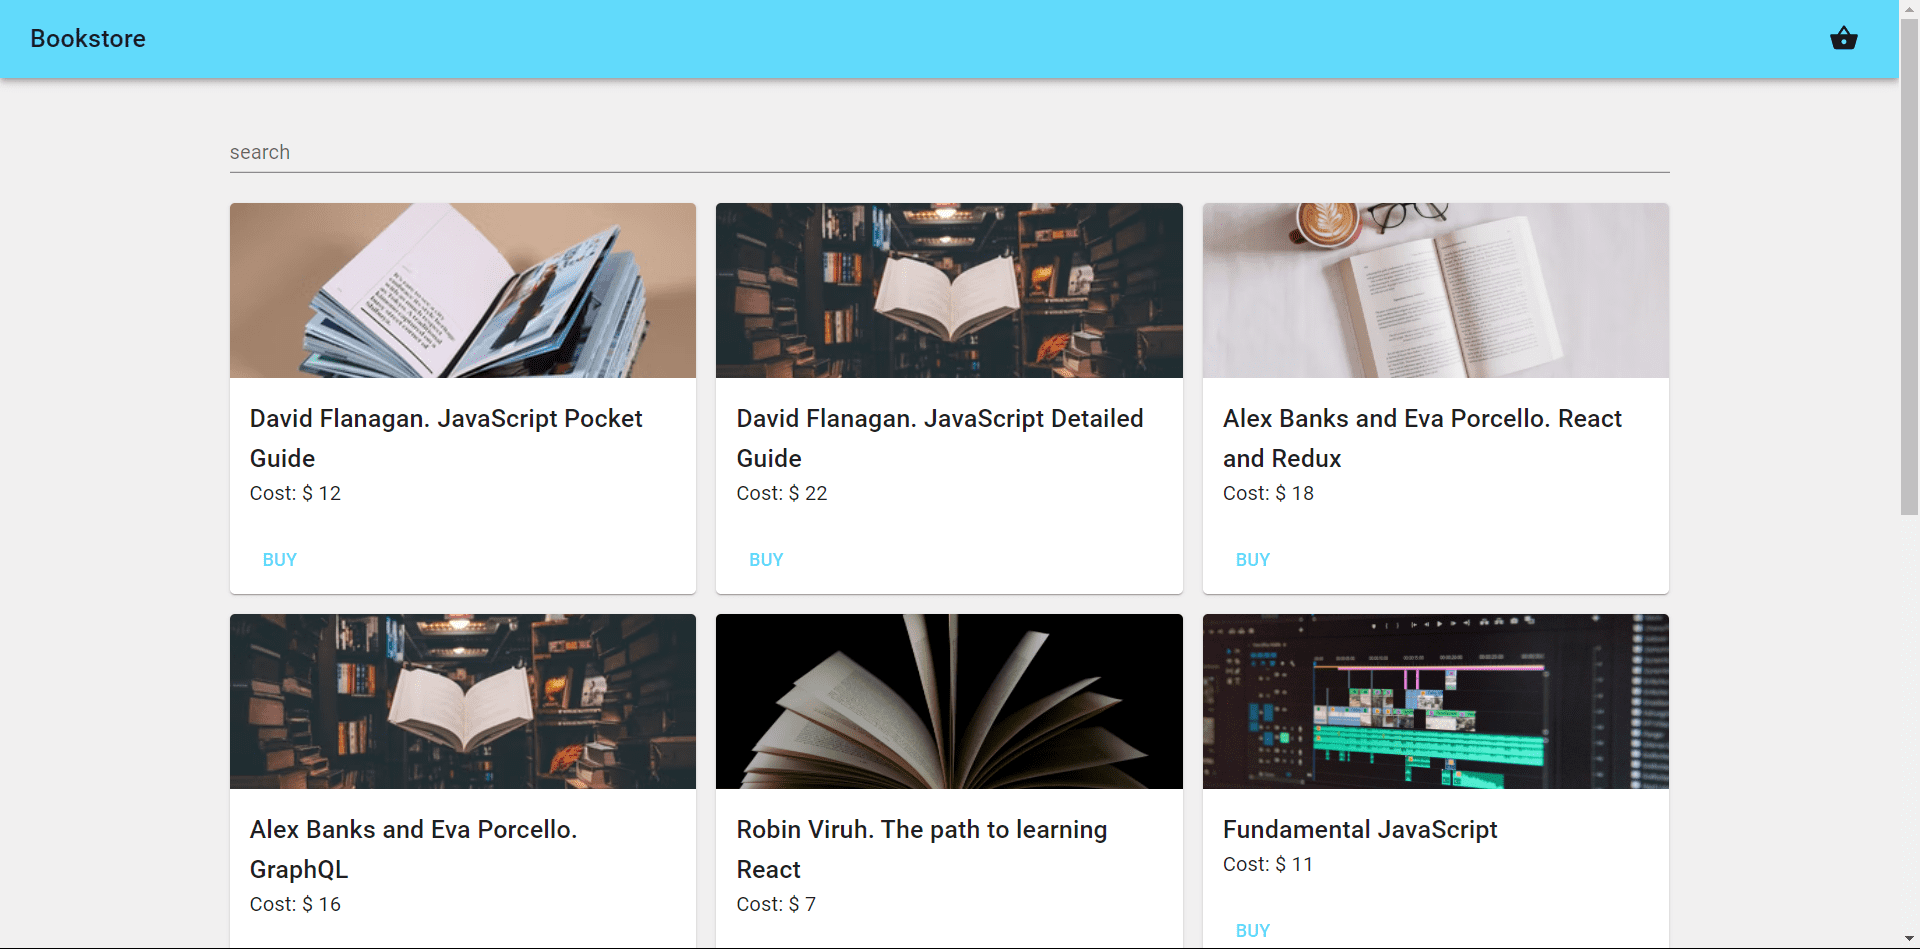 Bookstore
search
David Flanagan. JavaScript Pocket
Guide
Cost: $ 12
BUY
David Flanagan. JavaScript Detailed
Guide
Cost: $ 22
BUY
Alex Banks and Eva Porcello. React
and Redux
Cost: $ 18
BUY
Alex Banks and Eva Porcello.
GraphQL
Cost: $ 16
Robin Viruh. The path to learning
React
Cost: $ 7
Fundamental JavaScript
Cost: $ 11
BUY